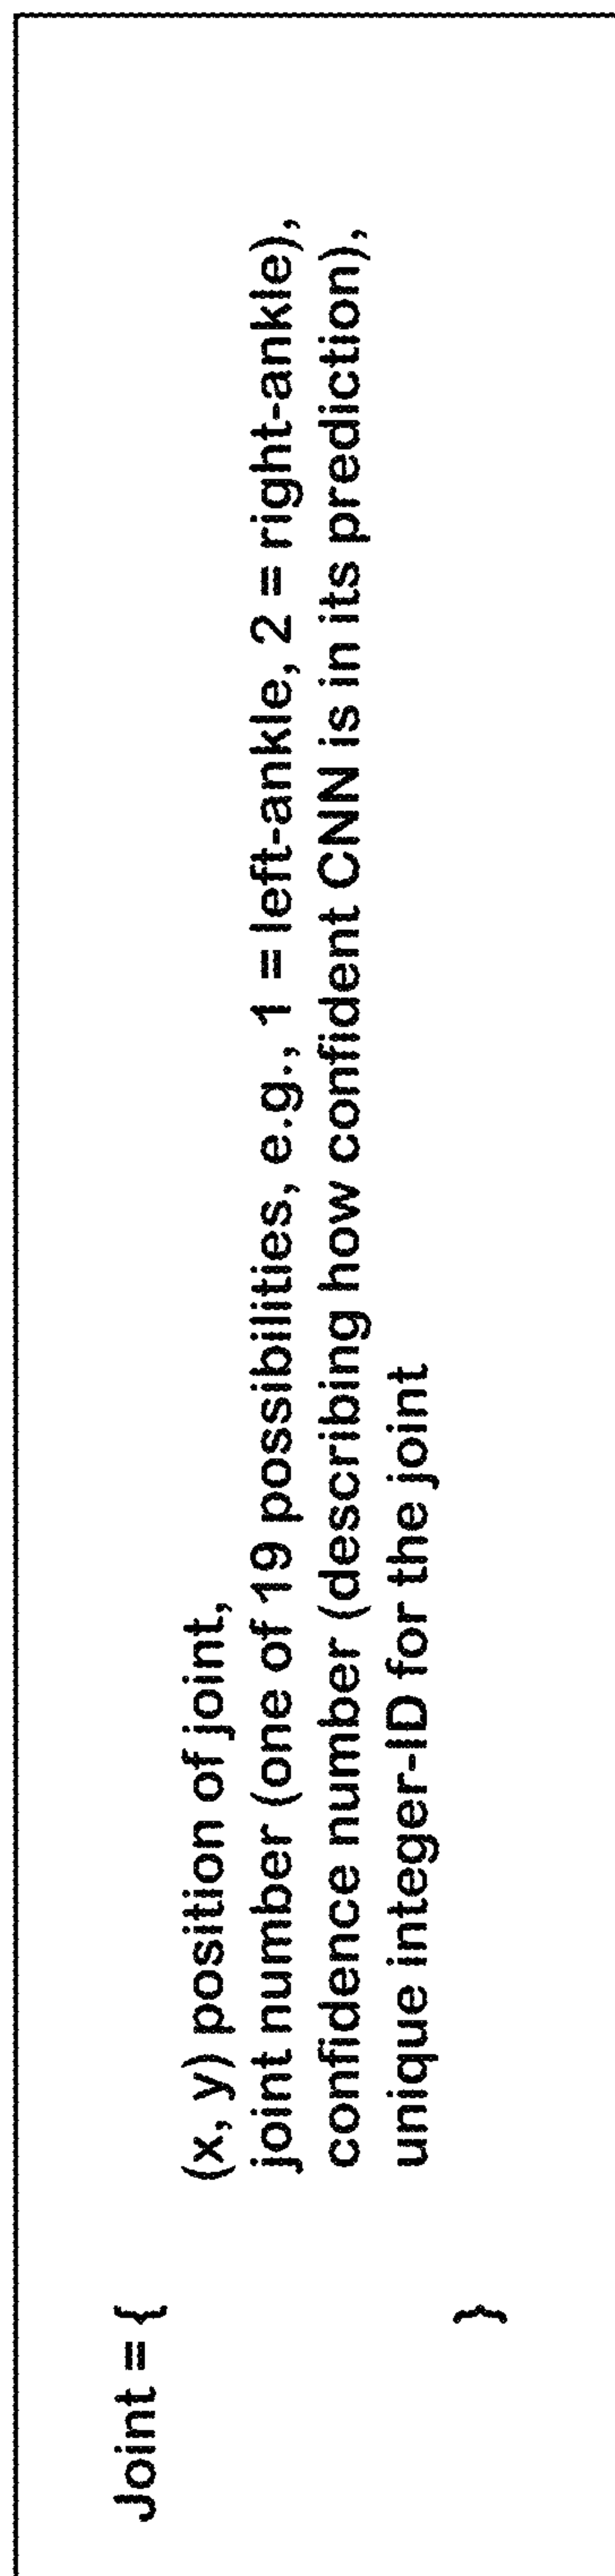 Joint = {
(x, y) position of joint,
joint number (one of 19 possibilities, e.g., 1 = left-ankle, 2 = right-ankle),
confidence number (describing how confident CNN is in its prediction),
unique integer-ID for the joint
}